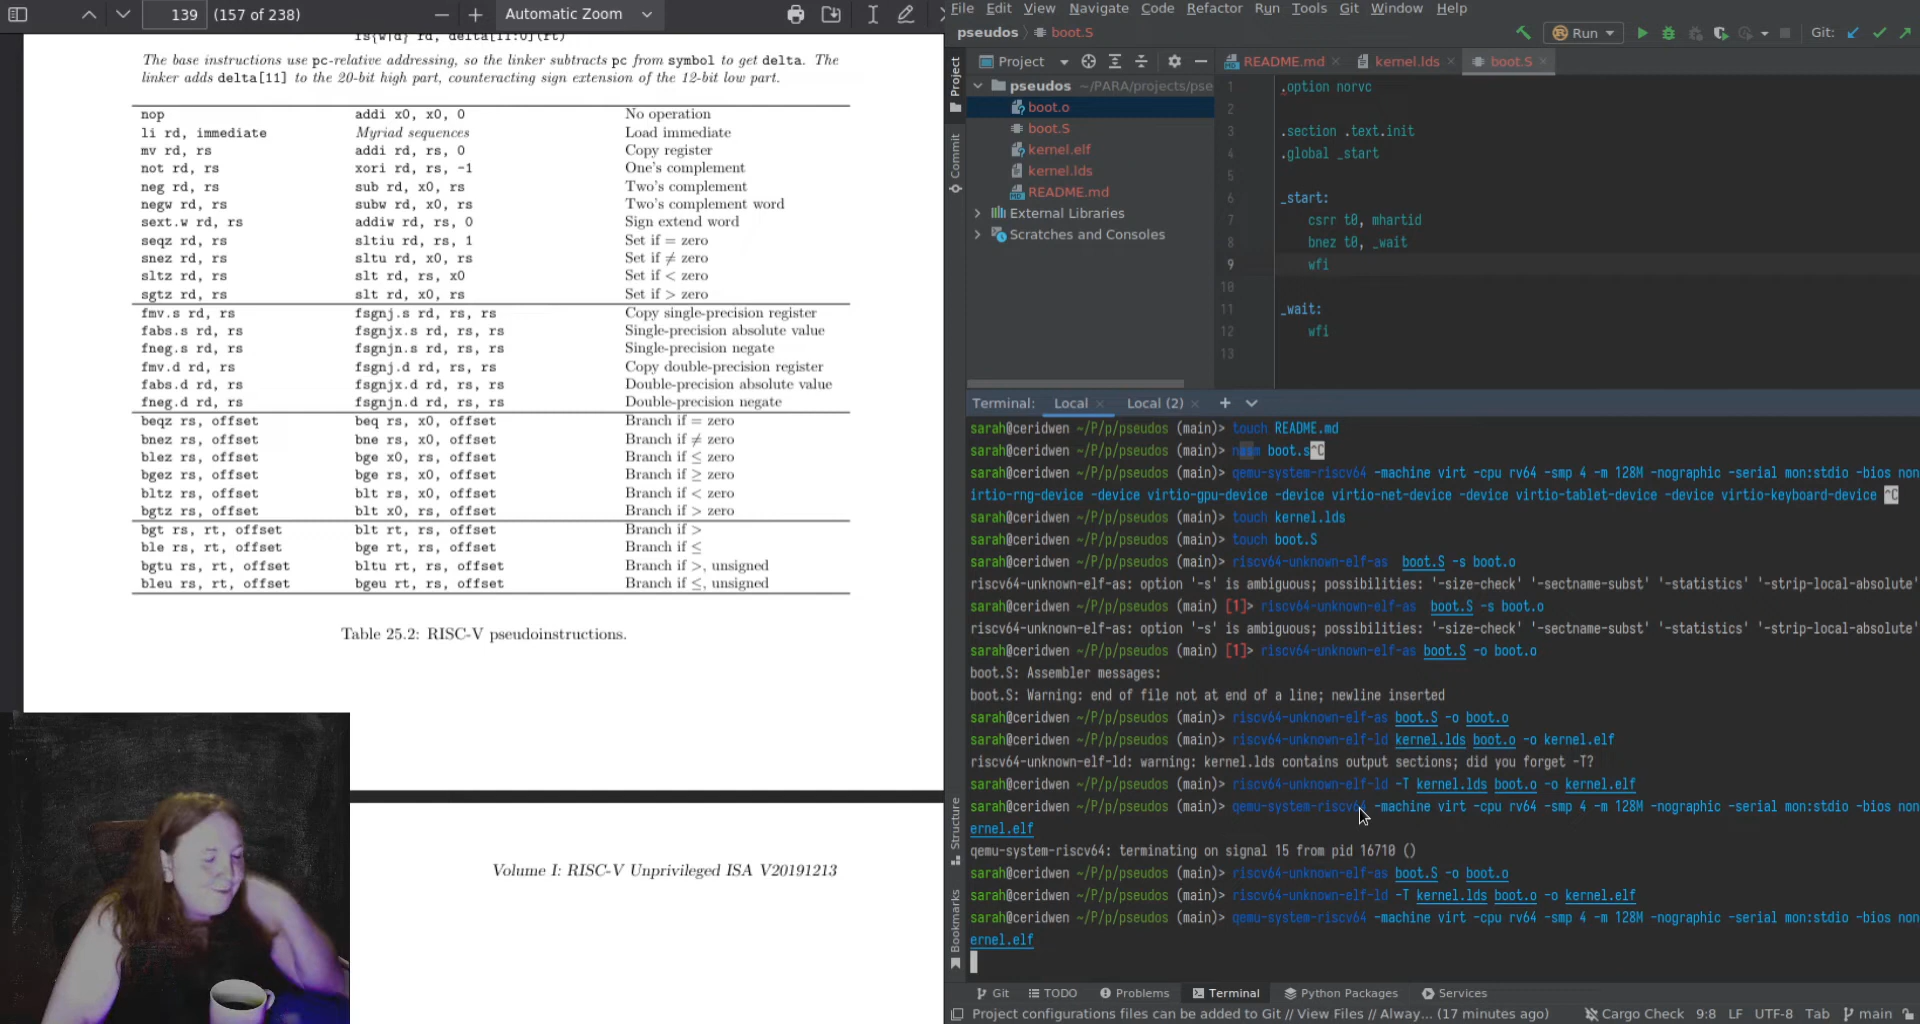 139 (157 of 238) Automatic Zoom
rs{w|d} rd, delta[11:0](rt)
The base instructions use pc-relative addressing, so the linker subtracts pc from symbol to get delta. The
linker adds delta[11] to the 20-bit high part, counteracting sign extension of the 12-bit low part.
nop addi x0, x0, 0 No operation
li rd, immediate Myriad sequences Load immediate
mv rd, rs addi rd, rs, 0 Copy register
not rd, rs xori rd, rs, -1 One's complement
neg rd, rs sub rd, x0, rs Two's complement
negw rd, rs subw rd, x0, rs Two's complement word
sext.w rd, rs addiw rd, rs, 0 Sign extend word
seqz rd, rs sltiu rd, rs, 1 Set if = zero
snez rd, rs sltu rd, x0, rs Set if ≠ zero
sltz rd, rs slt rd, rs, x0 Set if < zero
sgtz rd, rs slt rd, x0, rs Set if > zero
fmv.s rd, rs fsgnj.s rd, rs, rs Copy single-precision register
fabs.s rd, rs fsgnjx.s rd, rs, rs Single-precision absolute value
fneg.s rd, rs fsgnjn.s rd, rs, rs Single-precision negate
fmv.d rd, rs fsgnj.d rd, rs, rs Copy double-precision register
fabs.d rd, rs fsgnjx.d rd, rs, rs Double-precision absolute value
fneg.d rd, rs fsgnjn.d rd, rs, rs Double-precision negate
beqz rs, offset beq rs, x0, offset Branch if = zero
bnez rs, offset bne rs, x0, offset Branch if ≠ zero
blez rs, offset bge x0, rs, offset Branch if ≤ zero
bgez rs, offset bge rs, x0, offset Branch if ≥ zero
bltz rs, offset blt rs, x0, offset Branch if < zero
bgtz rs, offset blt x0, rs, offset Branch if > zero
bgt rs, rt, offset blt rt, rs, offset Branch if >
ble rs, rt, offset bge rt, rs, offset Branch if ≤
bgtu rs, rt, offset bltu rt, rs, offset Branch if >, unsigned
bleu rs, rt, offset bgeu rt, rs, offset Branch if ≤, unsigned
Table 25.2: RISC-V pseudoinstructions.
Volume I: RISC-V Unprivileged ISA V20191213
File Edit View Navigate Code Refactor Run Tools Git Window Help
pseudos boot.S Run Git:
Project README.md kernel.lds boot.S
Project
Commit
pseudos ~/PARA/projects/pse
boot.o
boot.S
kernel.elf
kernel.lds
README.md
External Libraries
Scratches and Consoles
1 .option norvc
2
3 .section .text.init
4 .global _start
5
6 _start:
7 csrr t0, mhartid
8 bnez t0, _wait
9 wfi
10
11 _wait:
12 wfi
13
Terminal: Local Local (2)
sarah@ceridwen ~/P/p/pseudos (main)> touch README.md
sarah@ceridwen ~/P/p/pseudos (main)> nasm boot.s^C
sarah@ceridwen ~/P/p/pseudos (main)> qemu-system-riscv64 -machine virt -cpu rv64 -smp 4 -m 128M -nographic -serial mon:stdio -bios non
irtio-rng-device -device virtio-gpu-device -device virtio-net-device -device virtio-tablet-device -device virtio-keyboard-device ^C
sarah@ceridwen ~/P/p/pseudos (main)> touch kernel.lds
sarah@ceridwen ~/P/p/pseudos (main)> touch boot.S
sarah@ceridwen ~/P/p/pseudos (main)> riscv64-unknown-elf-as boot.S -s boot.o
riscv64-unknown-elf-as: option '-s' is ambiguous; possibilities: '-size-check' '-sectname-subst' '-statistics' '-strip-local-absolute'
sarah@ceridwen ~/P/p/pseudos (main) [1]> riscv64-unknown-elf-as boot.S -s boot.o
riscv64-unknown-elf-as: option '-s' is ambiguous; possibilities: '-size-check' '-sectname-subst' '-statistics' '-strip-local-absolute'
sarah@ceridwen ~/P/p/pseudos (main) [1]> riscv64-unknown-elf-as boot.S -o boot.o
boot.S: Assembler messages:
boot.S: Warning: end of file not at end of a line; newline inserted
sarah@ceridwen ~/P/p/pseudos (main)> riscv64-unknown-elf-as boot.S -o boot.o
sarah@ceridwen ~/P/p/pseudos (main)> riscv64-unknown-elf-ld kernel.lds boot.o -o kernel.elf
riscv64-unknown-elf-ld: warning: kernel.lds contains output sections; did you forget -T?
sarah@ceridwen ~/P/p/pseudos (main)> riscv64-unknown-elf-ld -T kernel.lds boot.o -o kernel.elf
sarah@ceridwen ~/P/p/pseudos (main)> qemu-system-riscv64 -machine virt -cpu rv64 -smp 4 -m 128M -nographic -serial mon:stdio -bios non
ernel.elf
qemu-system-riscv64: terminating on signal 15 from pid 16710 ()
sarah@ceridwen ~/P/p/pseudos (main)> riscv64-unknown-elf-as boot.S -o boot.o
sarah@ceridwen ~/P/p/pseudos (main)> riscv64-unknown-elf-ld -T kernel.lds boot.o -o kernel.elf
sarah@ceridwen ~/P/p/pseudos (main)> qemu-system-riscv64 -machine virt -cpu rv64 -smp 4 -m 128M -nographic -serial mon:stdio -bios non
ernel.elf
Structure
Bookmarks
Git TODO Problems Terminal Python Packages Services
Project configurations files can be added to Git // View Files // Alway... (17 minutes ago) Cargo Check 9:8 LF UTF-8 Tab main